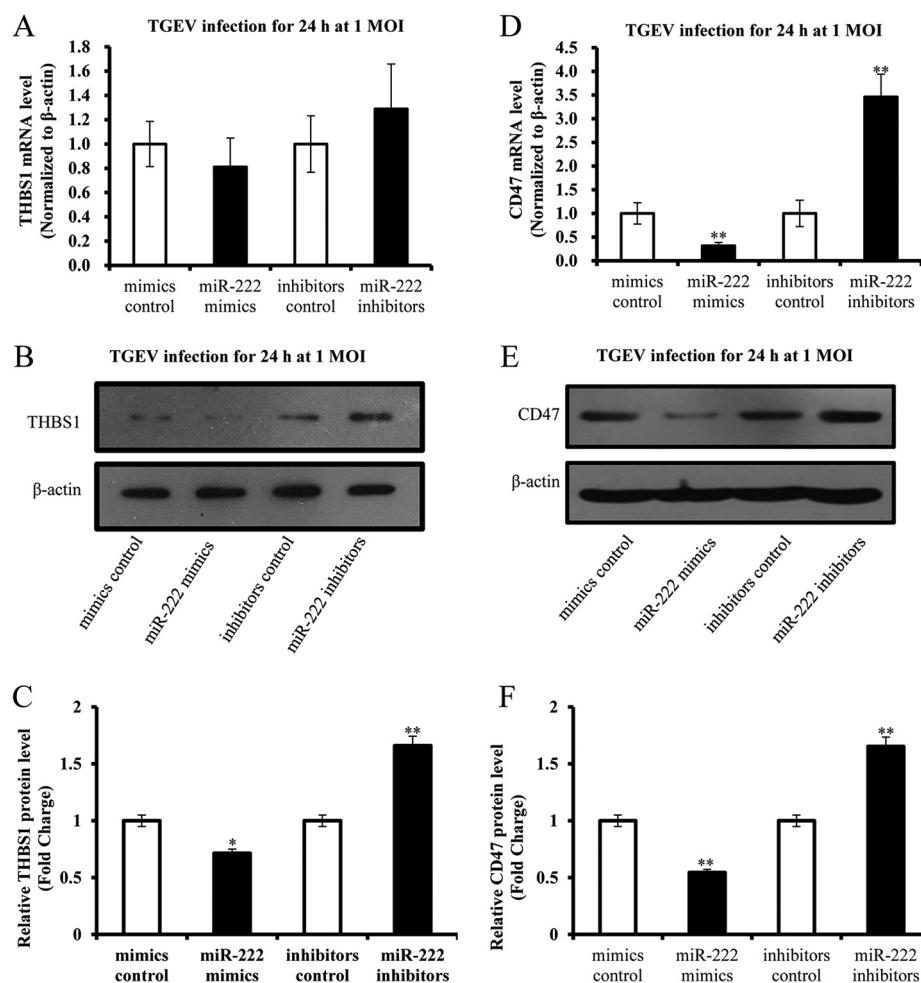 A
TGEV infection for 24 h at 1 MOI
THBS1 mRNA level
(Normalized to β-actin)
1.8
1.6
1.4
1.2
1.0
0.8
0.6
0.4
0.2
0.0
mimics control
miR-222 mimics
inhibitors control
miR-222 inhibitors
D
TGEV infection for 24 h at 1 MOI
CD47 mRNA level
(Normalized to β-actin)
4.5
4.0
3.5
3.0
2.5
2.0
1.5
1.0
0.5
0.0
**
**
mimics control
miR-222 mimics
inhibitors control
miR-222 inhibitors
B
TGEV infection for 24 h at 1 MOI
THBS1
β-actin
mimics control
miR-222 mimics
inhibitors control
miR-222 inhibitors
E
TGEV infection for 24 h at 1 MOI
CD47
β-actin
mimics control
miR-222 mimics
inhibitors control
miR-222 inhibitors
C
Relative THBS1 protein level
(Fold Charge)
2
1.5
1
0.5
0
*
**
mimics control
miR-222 mimics
inhibitors control
miR-222 inhibitors
F
Relative CD47 protein level
(Fold Charge)
2
1.5
1
0.5
0
**
**
mimics control
miR-222 mimics
inhibitors control
miR-222 inhibitors